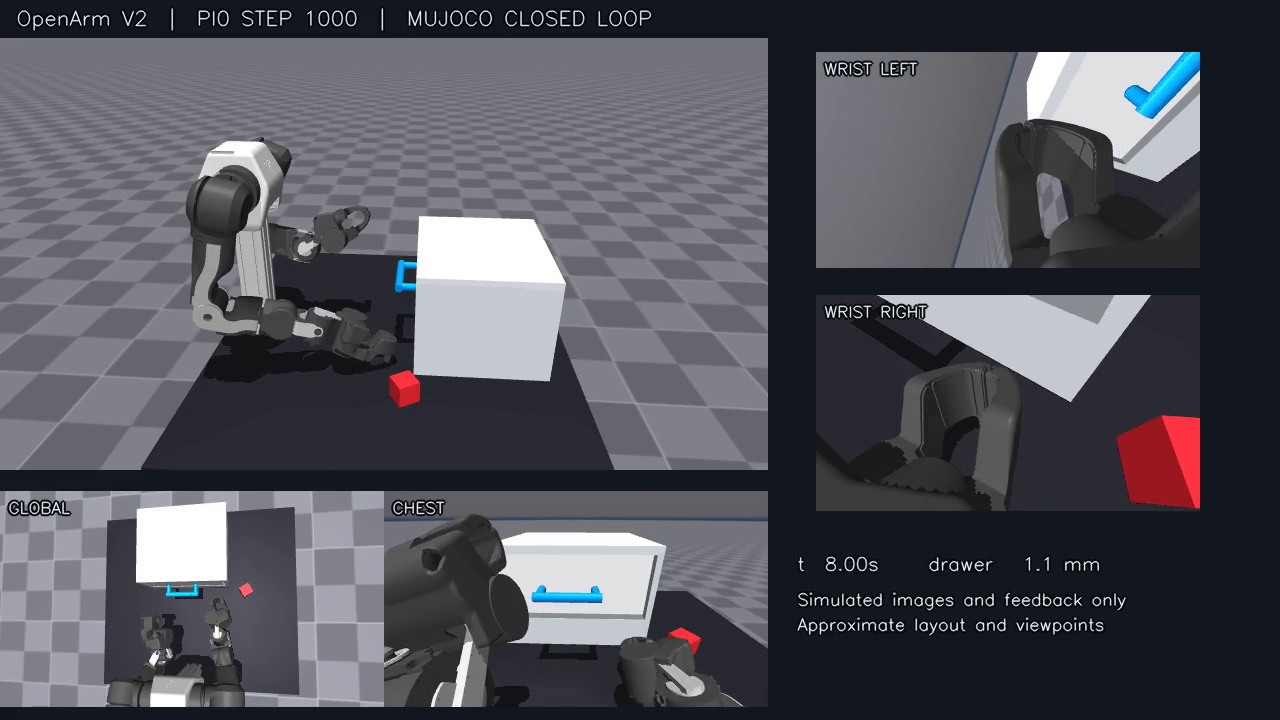 OpenArm V2 | PI0 STEP 1000 | MUJOCO CLOSED LOOP
WRIST LEFT
WRIST RIGHT
GLOBAL
CHEST
t 8.00s drawer 1.1 mm
Simulated images and feedback only
Approximate layout and viewpoints